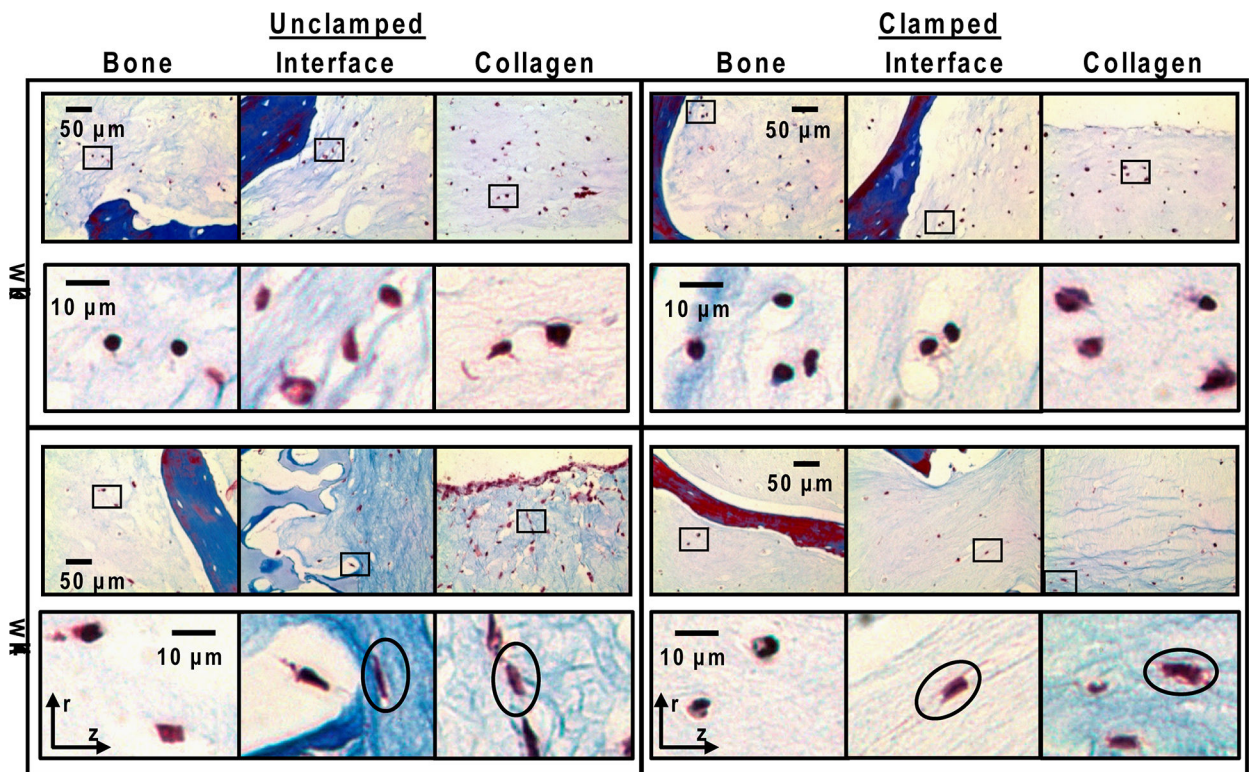 Unclamped Clamped
Bone Interface Collagen Bone Interface Collagen
50 µm 50 µm
10 µm 10 µm
50 µm 50 µm
10 µm 10 µm
r r
z z